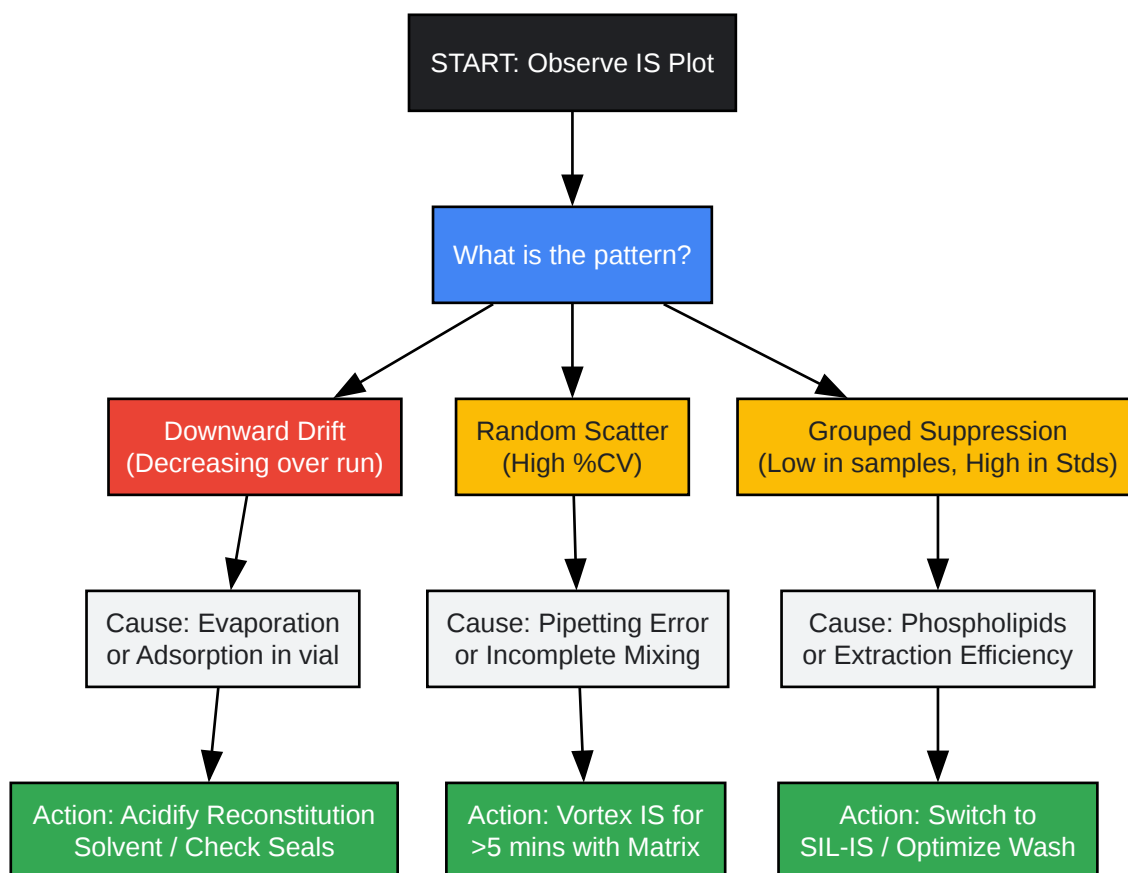 START: Observe IS Plot
What is the pattern?
Downward Drift
(Decreasing over run)
Random Scatter
(High %CV)
Grouped Suppression
(Low in samples, High in Stds)
Cause: Evaporation
or Adsorption in vial
Cause: Pipetting Error
or Incomplete Mixing
Cause: Phospholipids
or Extraction Efficiency
Action: Acidify Reconstitution
Solvent / Check Seals
Action: Vortex IS for
>5 mins with Matrix
Action: Switch to
SIL-IS / Optimize Wash